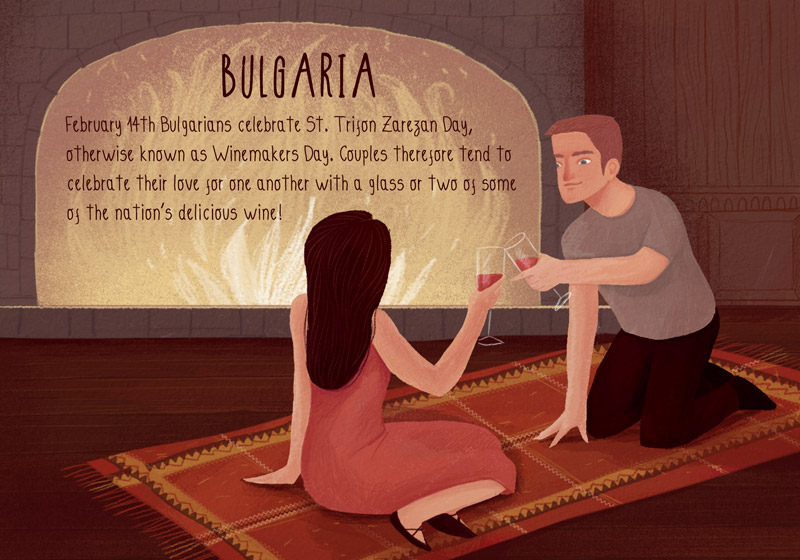 BULGARIA
February 14th Bulgarians celebrate St. Trifon Zarezan Day,
otherwise known as Winemakers Day. Couples therefore tend to
celebrate their love for one another with a glass or two of some
of the nation's delicious wine!